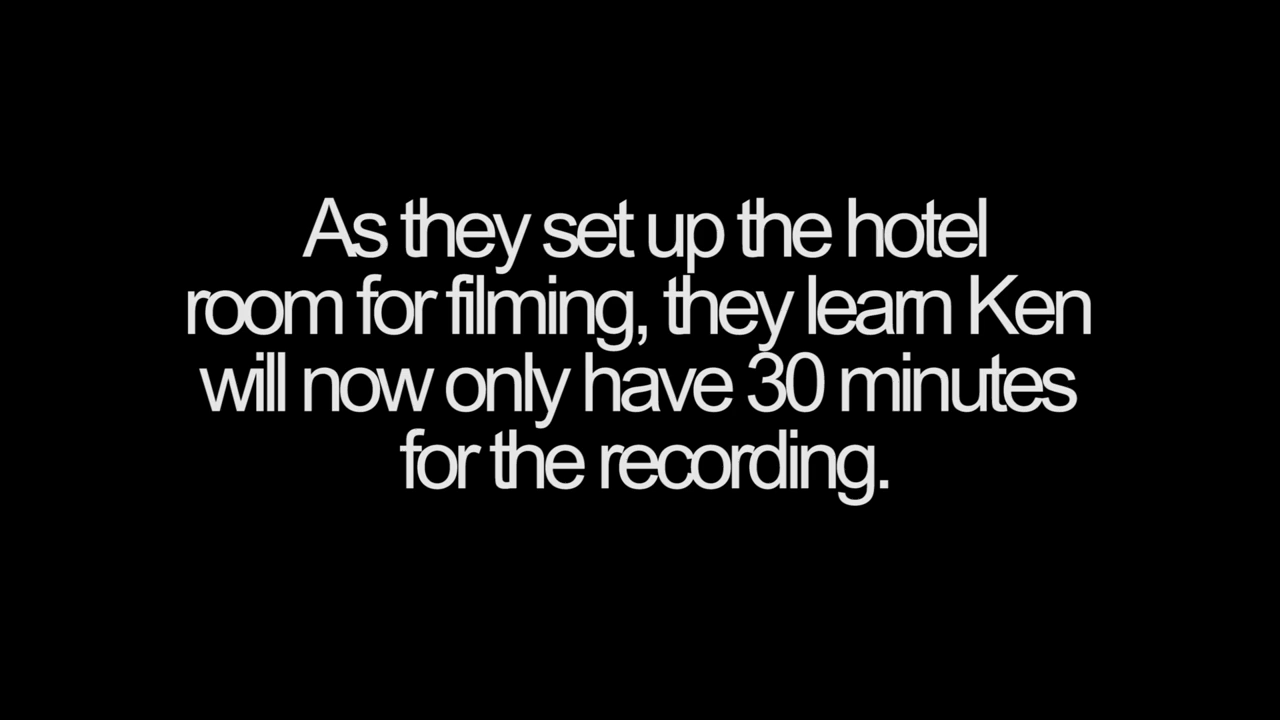 As they set up the hotel
room for filming, they learn Ken
will now only have 30 minutes
for the recording.